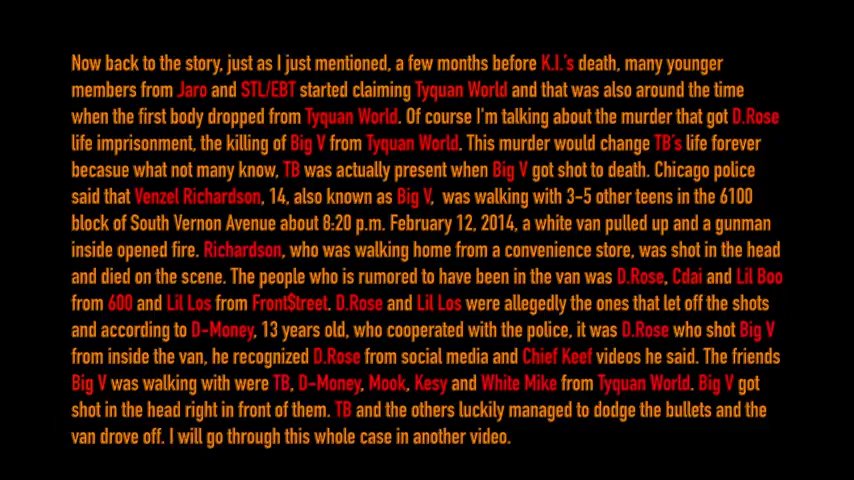 Now back to the story, just as I just mentioned, a few months before K.I.'s death, many younger
members from Jaro and STL/EBT started claiming Tyquan World and that was also around the time
when the first body dropped from Tyquan World. Of course I'm talking about the murder that got D.Rose
life imprisonment, the killing of Big V from Tyquan World. This murder would change TB's life forever
becasue what not many know, TB was actually present when Big V got shot to death. Chicago police
said that Venzel Richardson, 14, also known as Big V, was walking with 3-5 other teens in the 6100
block of South Vernon Avenue about 8:20 p.m. February 12, 2014, a white van pulled up and a gunman
inside opened fire. Richardson, who was walking home from a convenience store, was shot in the head
and died on the scene. The people who is rumored to have been in the van was D.Rose, Cdai and Lil Boo
from 600 and Lil Los from Front$treet. D.Rose and Lil Los were allegedly the ones that let off the shots
and according to D-Money, 13 years old, who cooperated with the police, it was D.Rose who shot Big V
from inside the van, he recognized D.Rose from social media and Chief Keef videos he said. The friends
Big V was walking with were TB, D-Money, Mook, Kesy and White Mike from Tyquan World. Big V got
shot in the head right in front of them. TB and the others luckily managed to dodge the bullets and the
van drove off. I will go through this whole case in another video.